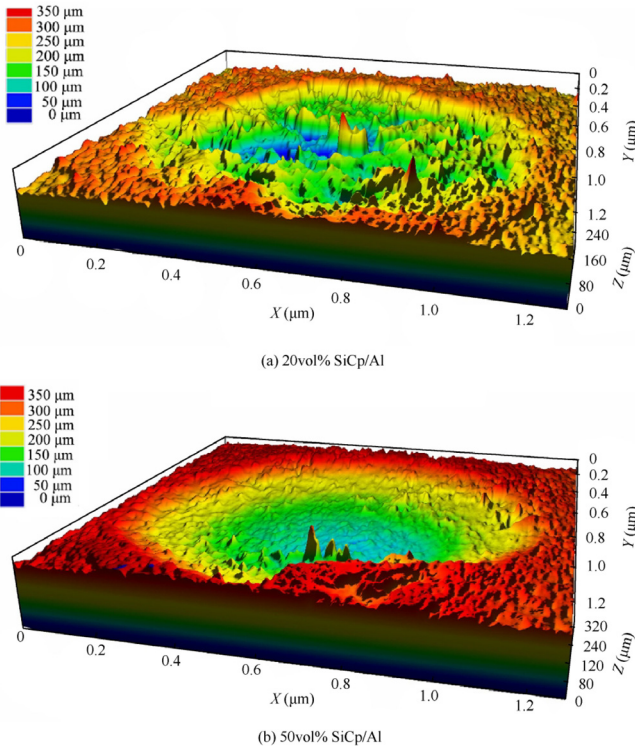 350 µm
300 µm
250 µm
200 µm
150 µm
100 µm
50 µm
0 µm
0
0.2
0.4
0.6
0.8
1.0
1.2
Y (µm)
240
160
80
0
Z (µm)
0
0.2
0.4
0.6
0.8
1.0
1.2
X (µm)
(a) 20vol% SiCp/Al
350 µm
300 µm
250 µm
200 µm
150 µm
100 µm
50 µm
0 µm
0
0.2
0.4
0.6
0.8
1.0
1.2
Y (µm)
320
240
120
80
0
Z (µm)
0
0.2
0.4
0.6
0.8
1.0
1.2
X (µm)
(b) 50vol% SiCp/Al